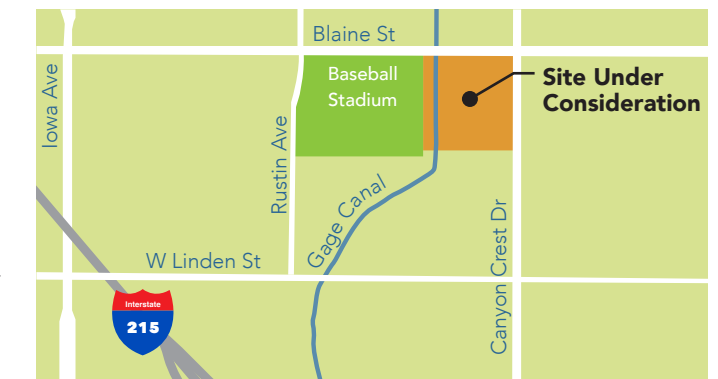 Blaine St
Baseball
Stadium
Site Under
Consideration
Iowa Ave
Rustin Ave
Gage Canal
Canyon Crest Dr
W Linden St
Interstate
215